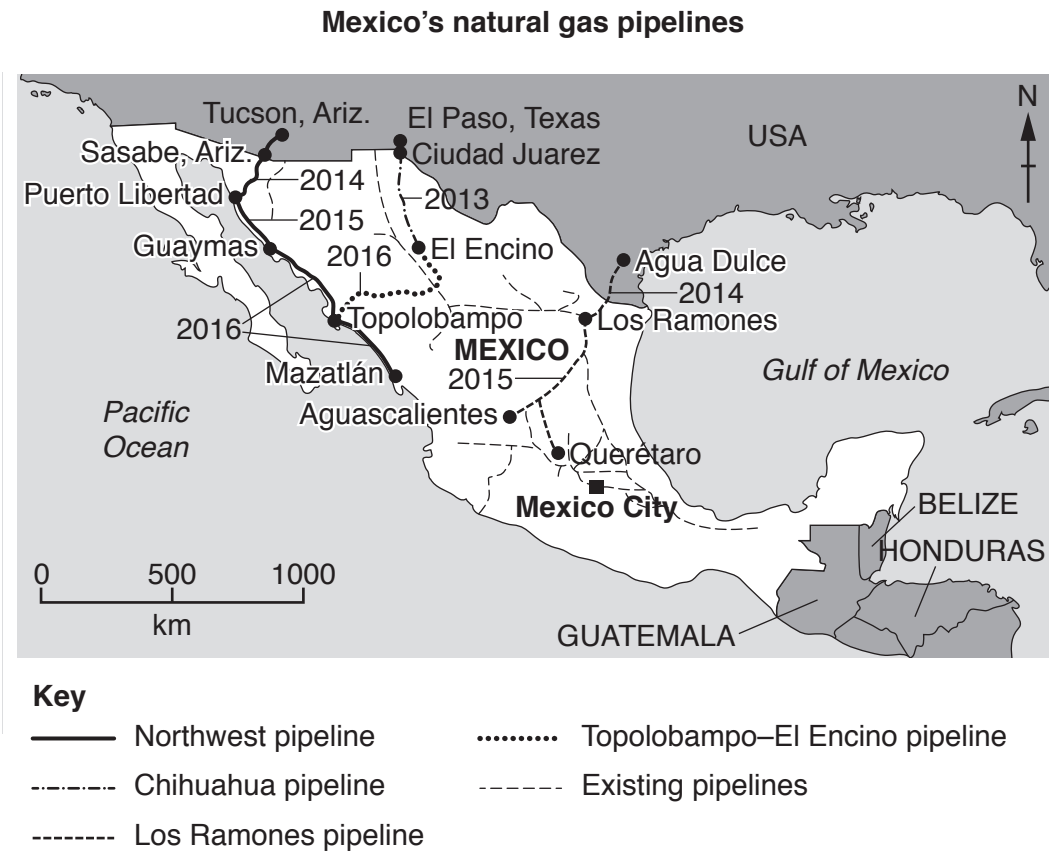 Mexico's natural gas pipelines
N
Tucson, Ariz.
El Paso, Texas
USA
Sasabe, Ariz.
Ciudad Juarez
2014
Puerto Libertad
2013
2015
Guaymas
El Encino
2016
Agua Dulce
2014
2016
Topolobampo
Los Ramones
MEXICO
Mazatlán
2015
Gulf of Mexico
Pacific
Ocean
Aguascalientes
Querétaro
Mexico City
BELIZE
HONDURAS
0 500 1000
km
GUATEMALA
Key
Northwest pipeline
Topolobampo–El Encino pipeline
Chihuahua pipeline
Existing pipelines
Los Ramones pipeline